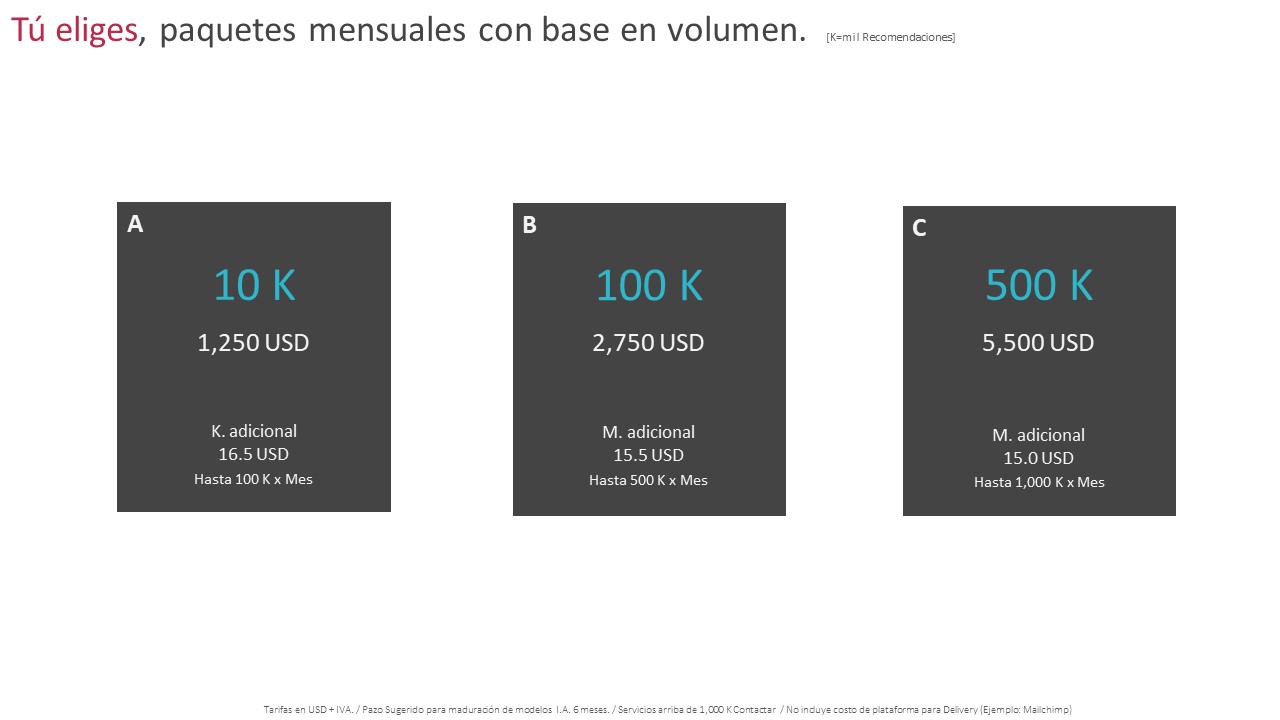 Tú eliges, paquetes mensuales con base en volumen. [K=mil Recomendaciones]
A
10 K
1,250 USD
K. adicional
16.5 USD
Hasta 100 K x Mes
B
100 K
2,750 USD
M. adicional
15.5 USD
Hasta 500 K x Mes
C
500 K
5,500 USD
M. adicional
15.0 USD
Hasta 1,000 K x Mes
Tarifas en USD + IVA. / Pazo Sugerido para maduración de modelos I.A. 6 meses. / Servicios arriba de 1,000 K Contactar / No incluye costo de plataforma para Delivery (Ejemplo: Mailchimp)